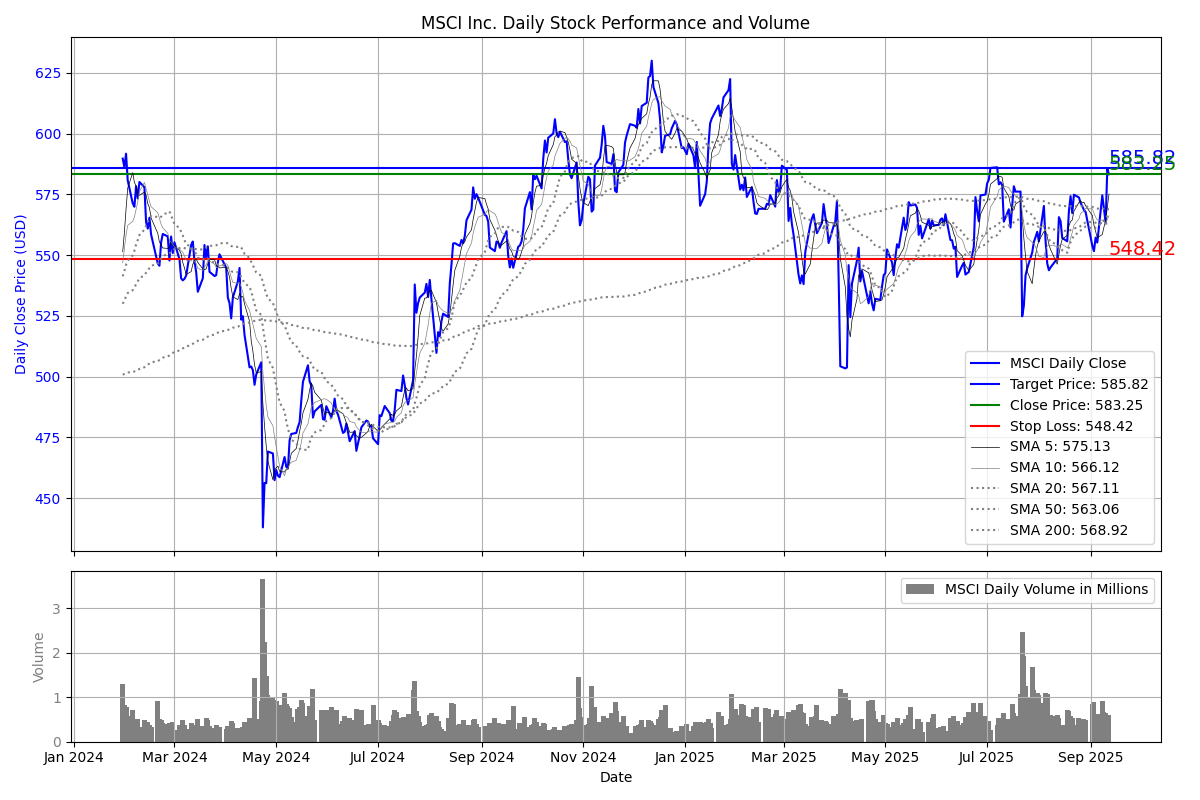 MSCI Inc. Daily Stock Performance and Volume
Daily Close Price (USD)
625
600
575
550
525
500
475
450
585.82
583.25
548.42
MSCI Daily Close
Target Price: 585.82
Close Price: 583.25
Stop Loss: 548.42
SMA 5: 575.13
SMA 10: 566.12
SMA 20: 567.11
SMA 50: 563.06
SMA 200: 568.92
Volume
3
2
1
0
MSCI Daily Volume in Millions
Jan 2024 Mar 2024 May 2024 Jul 2024 Sep 2024 Nov 2024 Jan 2025 Mar 2025 May 2025 Jul 2025 Sep 2025
Date